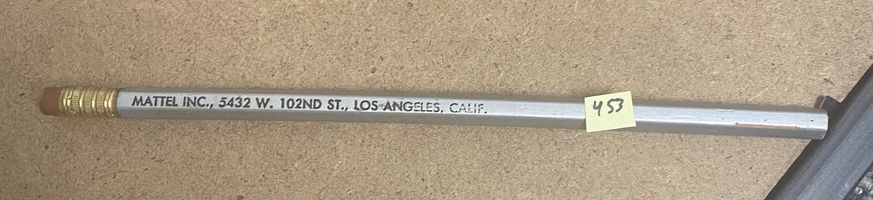 MATTEL INC., 5432 W. 102ND ST., LOS ANGELES, CALIF.
453